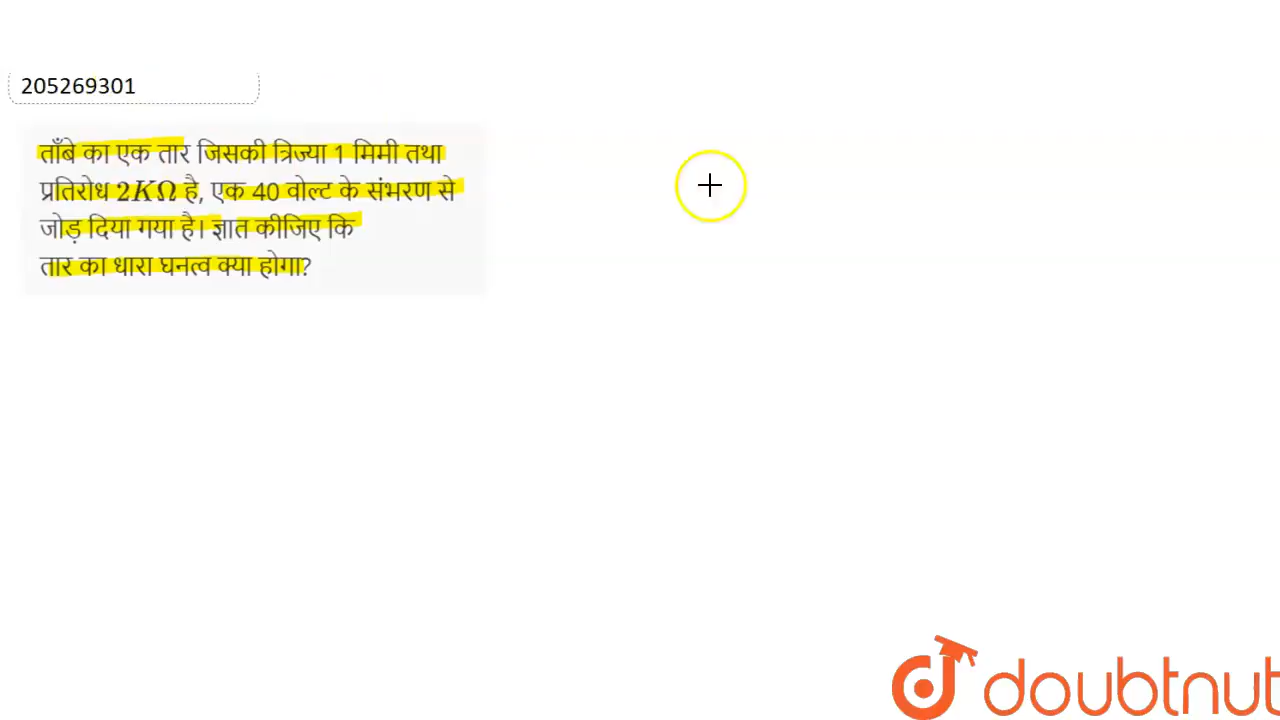 205269301
ताँबे का एक तार जिसकी त्रिज्या 1 मिमी तथा
प्रतिरोध 2KΩ है, एक 40 वोल्ट के संभरण से
जोड़ दिया गया है। ज्ञात कीजिए कि
तार का धारा घनत्व क्या होगा?
doubtnut